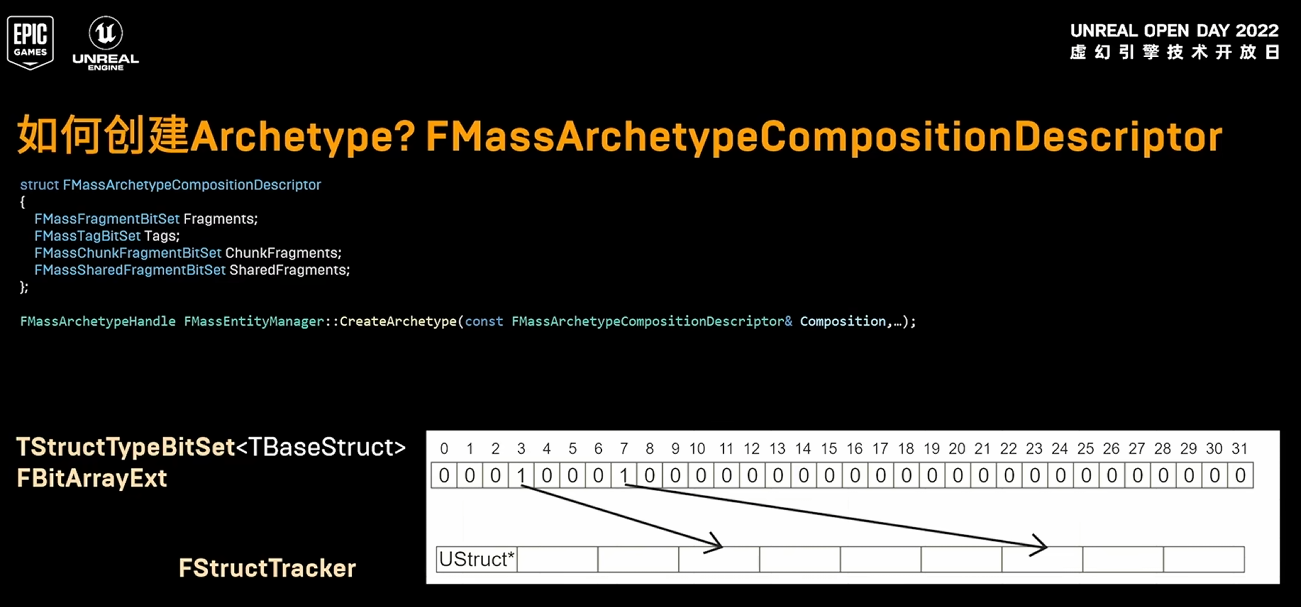 EPIC
GAMES
UNREAL
ENGINE
UNREAL OPEN DAY 2022
虚幻引擎技术开放日
如何创建Archetype? FMassArchetypeCompositionDescriptor
struct FMassArchetypeCompositionDescriptor
{
FMassFragmentBitSet Fragments;
FMassTagBitSet Tags;
FMassChunkFragmentBitSet ChunkFragments;
FMassSharedFragmentBitSet SharedFragments;
};
FMassArchetypeHandle FMassEntityManager::CreateArchetype(const FMassArchetypeCompositionDescriptor& Composition,…);
TStructTypeBitSet<TBaseStruct>
FBitArrayExt
0 1 2 3 4 5 6 7 8 9 10 11 12 13 14 15 16 17 18 19 20 21 22 23 24 25 26 27 28 29 30 31
0 0 0 1 0 0 0 1 0 0 0 0 0 0 0 0 0 0 0 0 0 0 0 0 0 0 0 0 0 0 0 0
FStructTracker
UStruct*